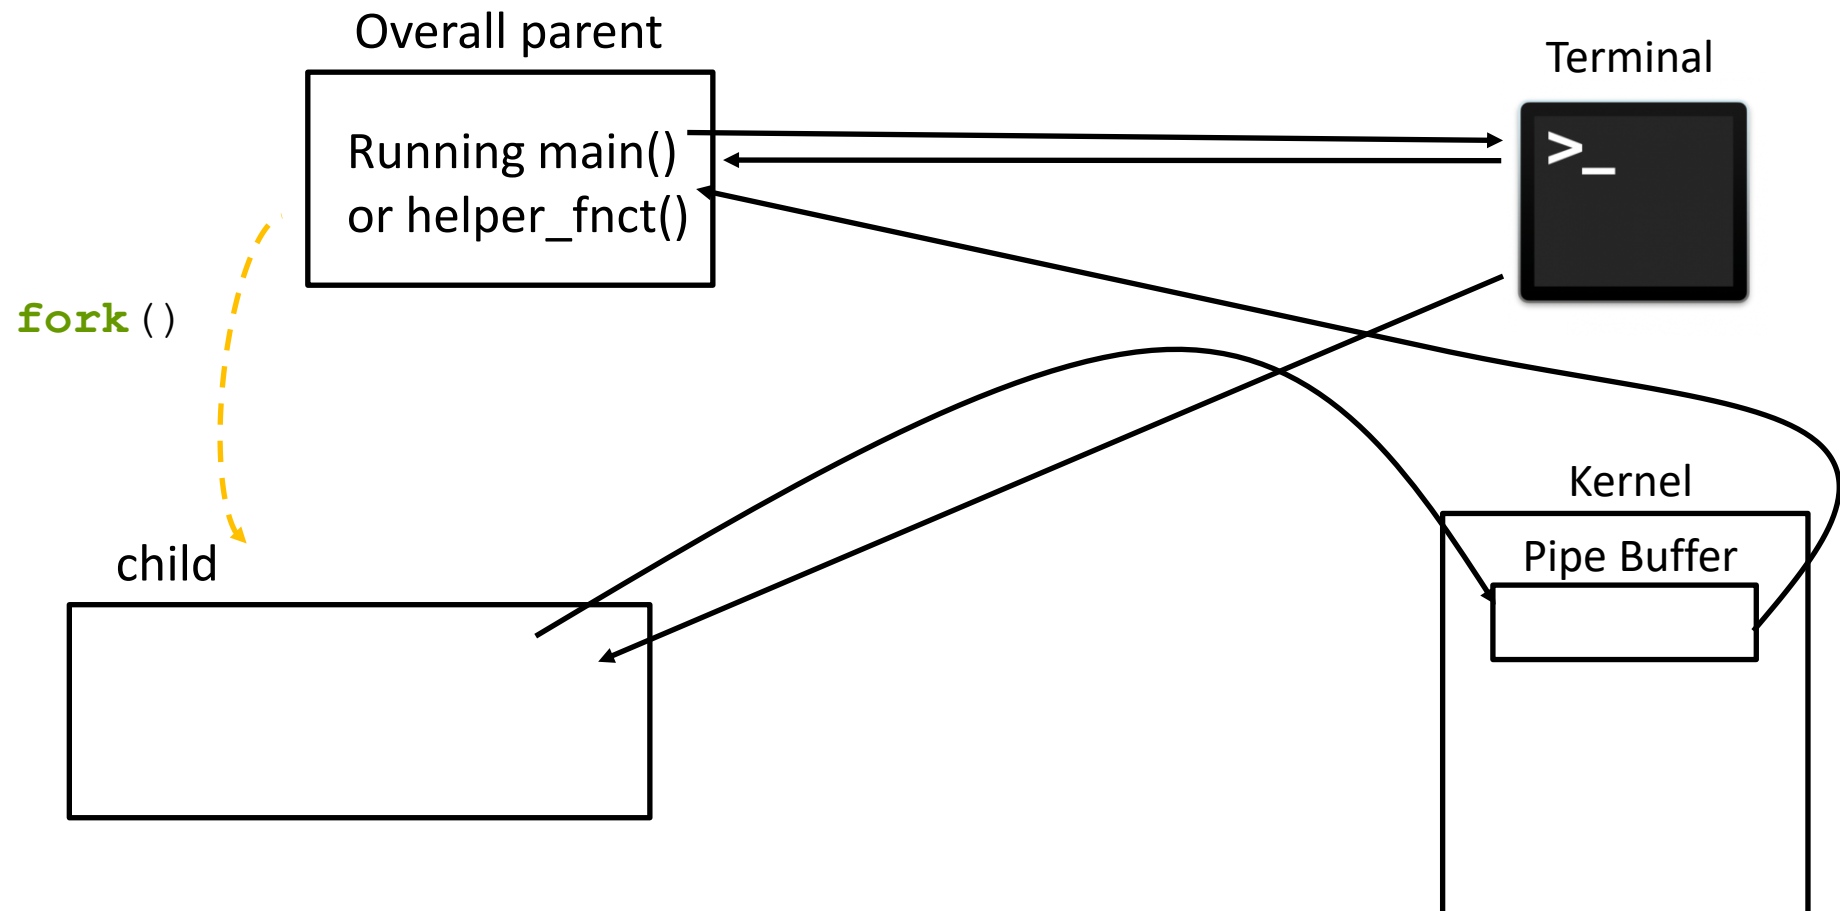 Overall parent
Terminal
Running main()
or helper_fnct()
>_
fork()
Kernel
Pipe Buffer
child